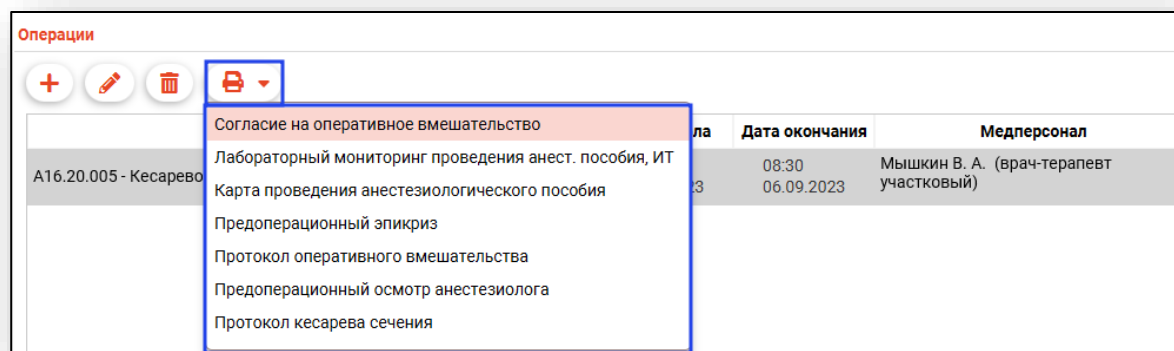 Операции
Согласие на оперативное вмешательство
ла Дата окончания Медперсонал
Лабораторный мониторинг проведения анест. пособия, ИТ
А16.20.005 - Кесарево
3 08:30 06.09.2023
Мышкин В. А. (врач-терапевт
участковый)
Карта проведения анестезиологического пособия
Предоперационный эпикриз
Протокол оперативного вмешательства
Предоперационный осмотр анестезиолога
Протокол кесарева сечения